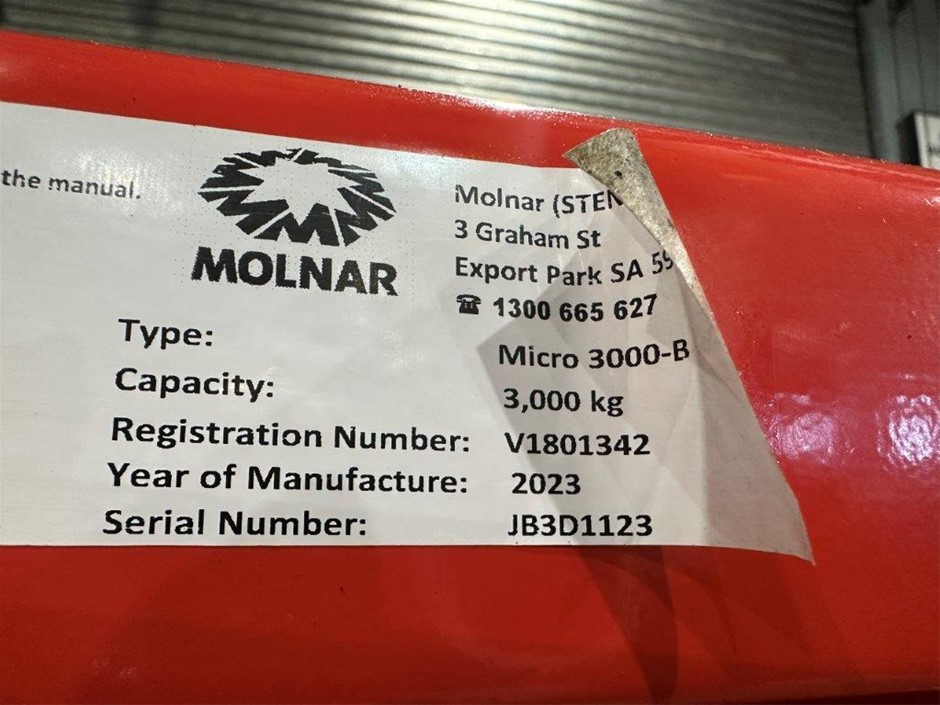 the manual.
MOLNAR
Molnar (STEN
3 Graham St
Export Park SA 59
☎ 1300 665 627
Type: Micro 3000-B
Capacity: 3,000 kg
Registration Number: V1801342
Year of Manufacture: 2023
Serial Number: JB3D1123